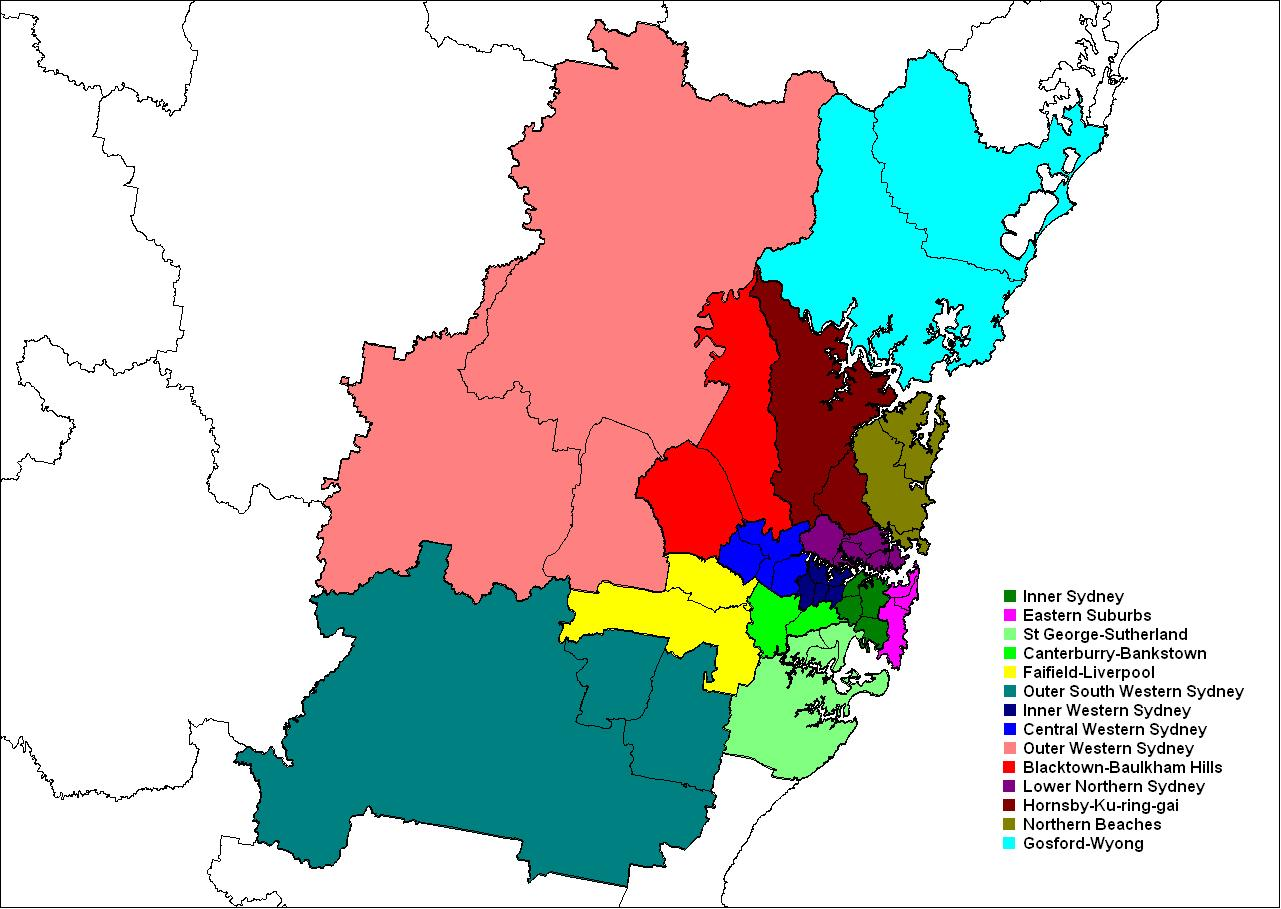 Inner Sydney
Eastern Suburbs
St George-Sutherland
Canterburry-Bankstown
Faifield-Liverpool
Outer South Western Sydney
Inner Western Sydney
Central Western Sydney
Outer Western Sydney
Blacktown-Baulkham Hills
Lower Northern Sydney
Hornsby-Ku-ring-gai
Northern Beaches
Gosford-Wyong